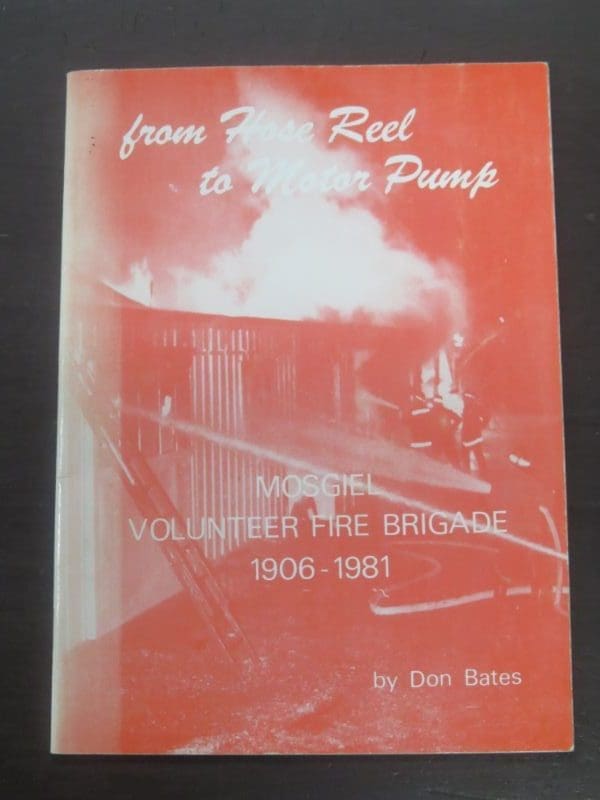 from Hose Reel
to Motor Pump
MOSGIEL
VOLUNTEER FIRE BRIGADE
1906-1981
by Don Bates